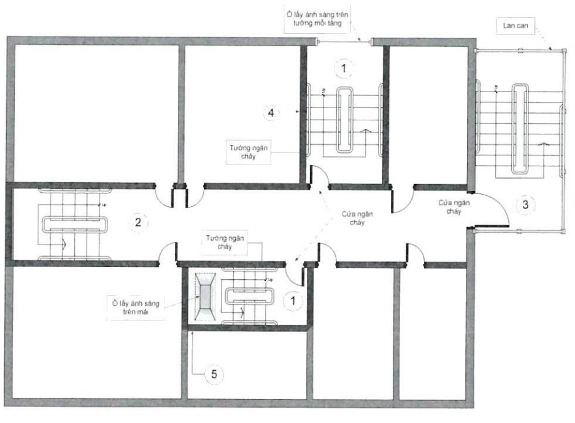 Ô lấy ánh sáng trên
tường mỗi tầng
Lan can
1
4
Tường ngăn
cháy
2
Cửa ngăn
cháy
Cửa ngăn
cháy
3
Tường ngăn
cháy
Ô lấy ánh sáng
trên mái
1
5